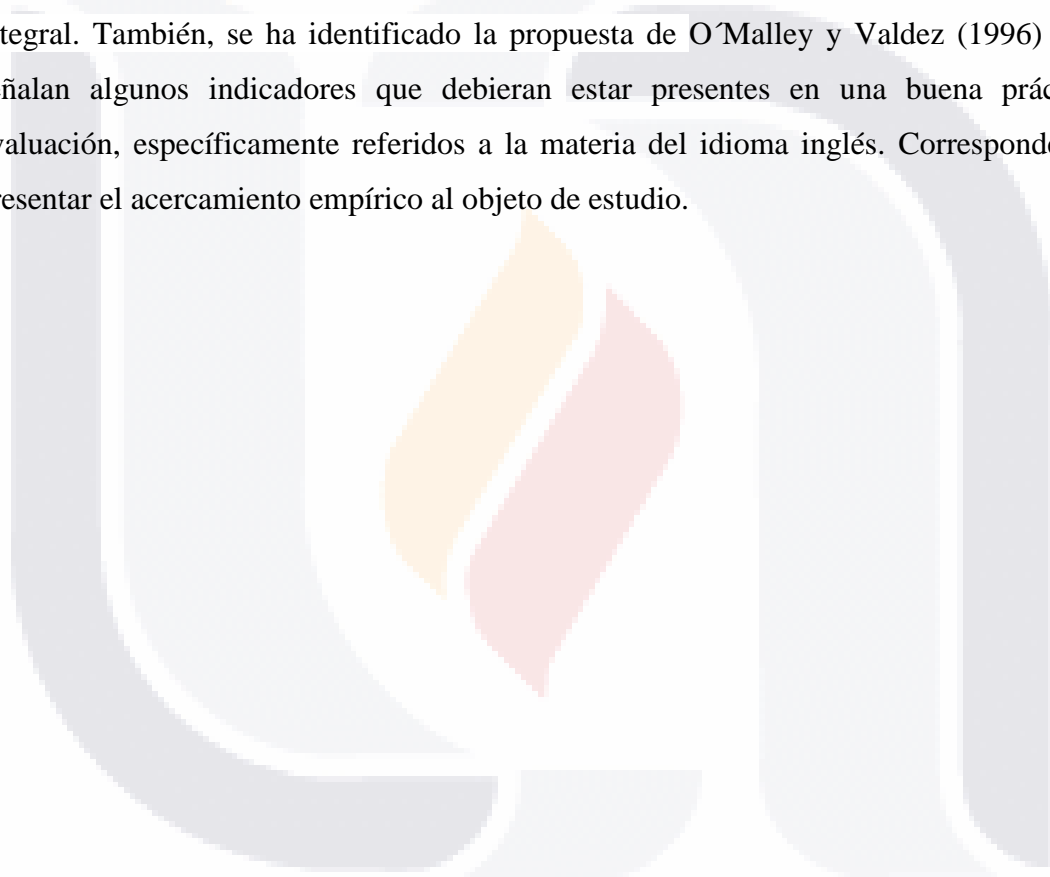 tegral. También, se ha identificado la propuesta de O´Malley y Valdez (1996)
ñalan algunos indicadores que debieran estar presentes en una buena prác
valuación, específicamente referidos a la materia del idioma inglés. Correspond
resentar el acercamiento empírico al objeto de estudio.